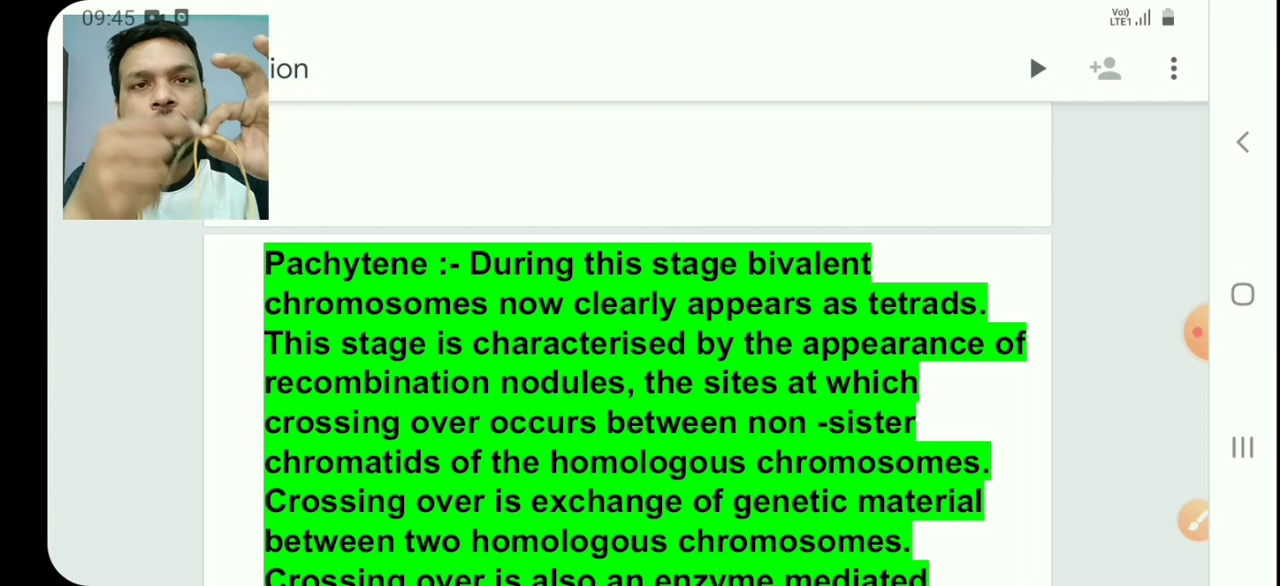 09:45
Vo)
LTE1
ion
Pachytene :- During this stage bivalent
chromosomes now clearly appears as tetrads.
This stage is characterised by the appearance of
recombination nodules, the sites at which
crossing over occurs between non -sister
chromatids of the homologous chromosomes.
Crossing over is exchange of genetic material
between two homologous chromosomes.
Crossing over is also an enzyme mediated